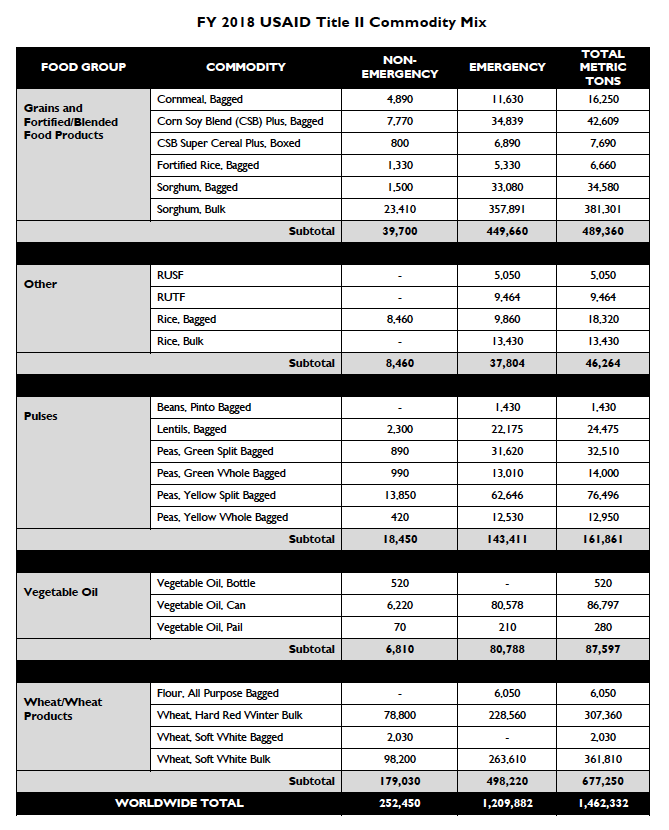 FY 2018 USAID Title II Commodity Mix
FOOD GROUP COMMODITY NON-EMERGENCY EMERGENCY TOTAL METRIC TONS
Grains and Fortified/Blended Food Products
Cornmeal, Bagged 4,890 11,630 16,250
Corn Soy Blend (CSB) Plus, Bagged 7,770 34,839 42,609
CSB Super Cereal Plus, Boxed 800 6,890 7,690
Fortified Rice, Bagged 1,330 5,330 6,660
Sorghum, Bagged 1,500 33,080 34,580
Sorghum, Bulk 23,410 357,891 381,301
Subtotal 39,700 449,660 489,360
Other
RUSF - 5,050 5,050
RUTF - 9,464 9,464
Rice, Bagged 8,460 9,860 18,320
Rice, Bulk - 13,430 13,430
Subtotal 8,460 37,804 46,264
Pulses
Beans, Pinto Bagged - 1,430 1,430
Lentils, Bagged 2,300 22,175 24,475
Peas, Green Split Bagged 890 31,620 32,510
Peas, Green Whole Bagged 990 13,010 14,000
Peas, Yellow Split Bagged 13,850 62,646 76,496
Peas, Yellow Whole Bagged 420 12,530 12,950
Subtotal 18,450 143,411 161,861
Vegetable Oil
Vegetable Oil, Bottle 520 - 520
Vegetable Oil, Can 6,220 80,578 86,797
Vegetable Oil, Pail 70 210 280
Subtotal 6,810 80,788 87,597
Wheat/Wheat Products
Flour, All Purpose Bagged - 6,050 6,050
Wheat, Hard Red Winter Bulk 78,800 228,560 307,360
Wheat, Soft White Bagged 2,030 - 2,030
Wheat, Soft White Bulk 98,200 263,610 361,810
Subtotal 179,030 498,220 677,250
WORLDWIDE TOTAL 252,450 1,209,882 1,462,332